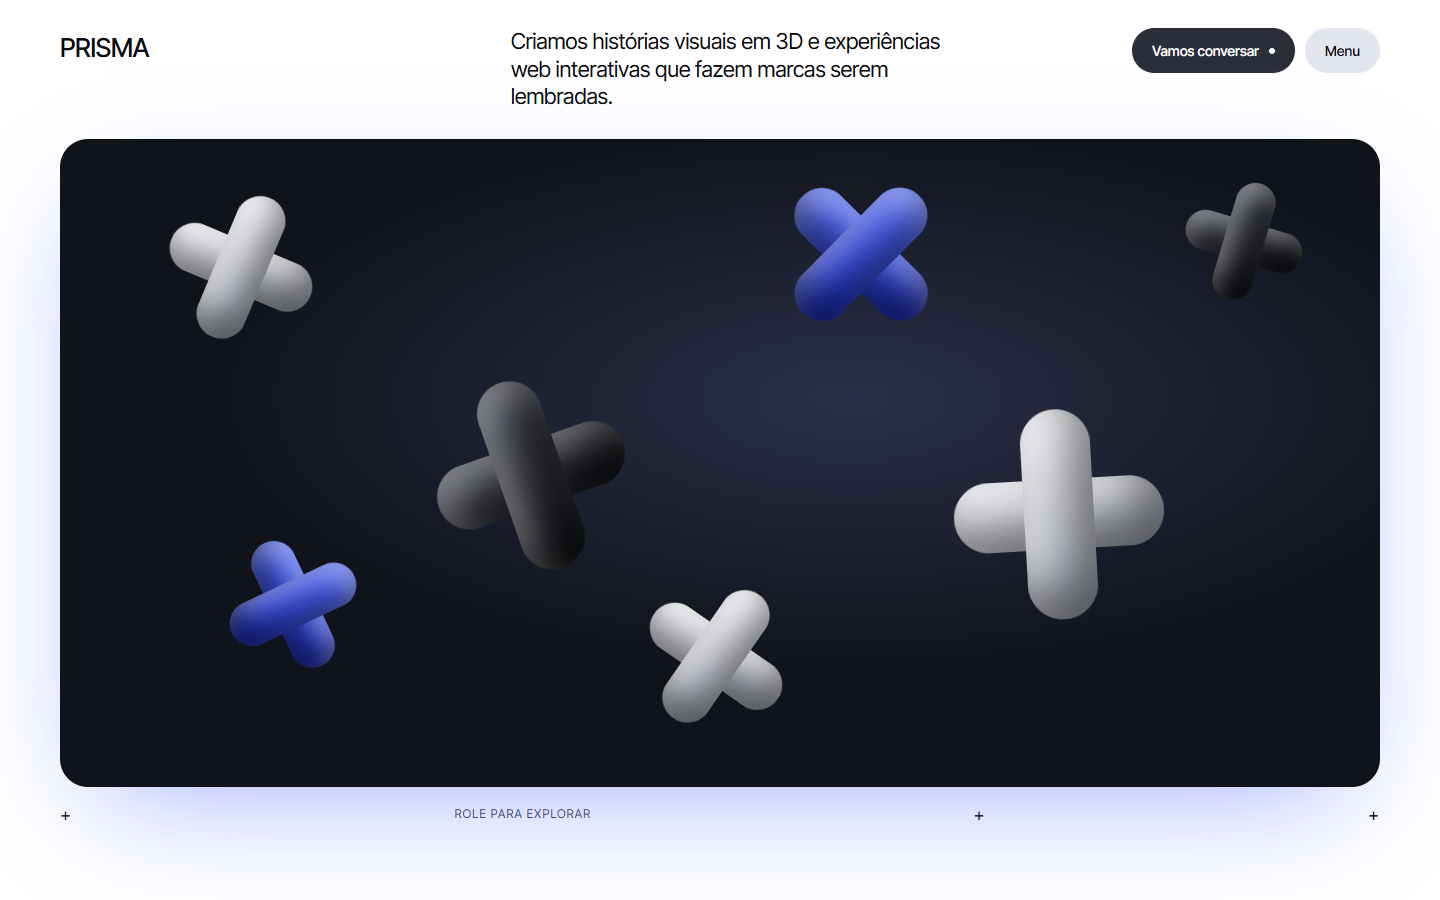 PRISMA
Criamos histórias visuais em 3D e experiências
web interativas que fazem marcas serem
lembradas.
Vamos conversar
Menu
+
ROLE PARA EXPLORAR
+
+